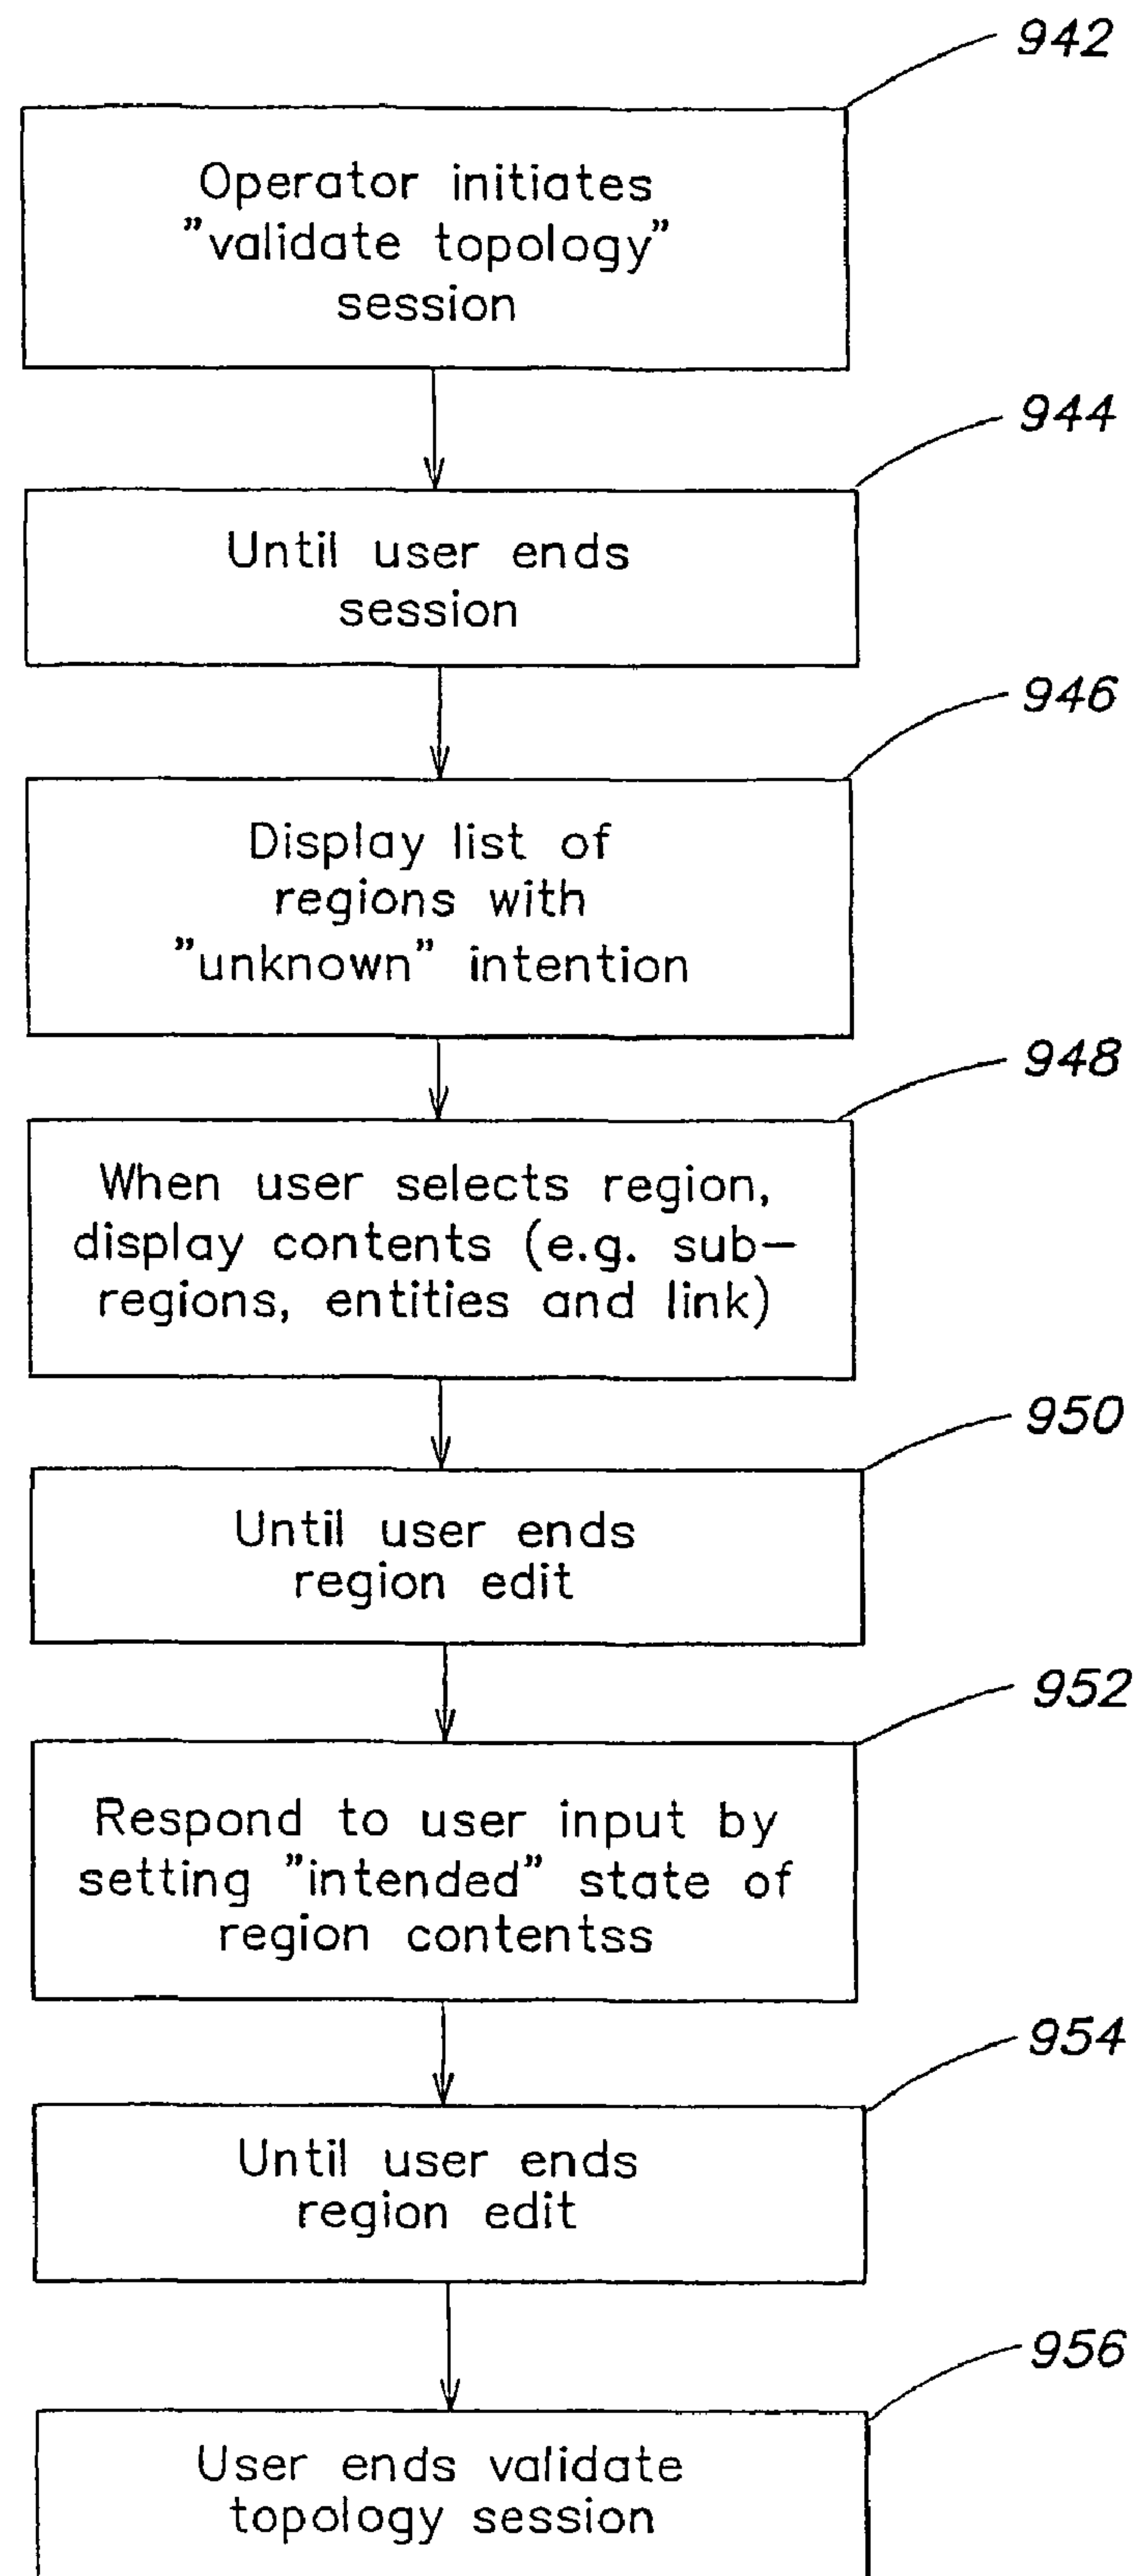 942
Operator initiates
”validate topology”
session
944
Until user ends
session
946
Display list of
regions with
”unknown” intention
948
When user selects region,
display contents (e.g. sub-
regions, entities and link)
950
Until user ends
region edit
952
Respond to user input by
setting ”intended” state of
region contentss
954
Until user ends
region edit
956
User ends validate
topology session